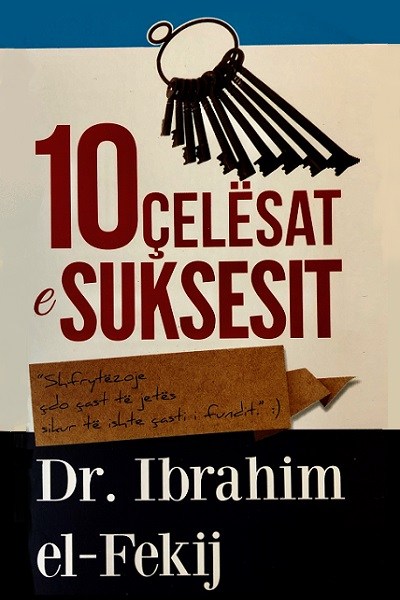 10 ÇELËSAT
e SUKSESIT
"Shfrytëzoje
çdo çast të jetës
sikur të ishte çasti i fundit." :)
Dr. Ibrahim
el-Fekij